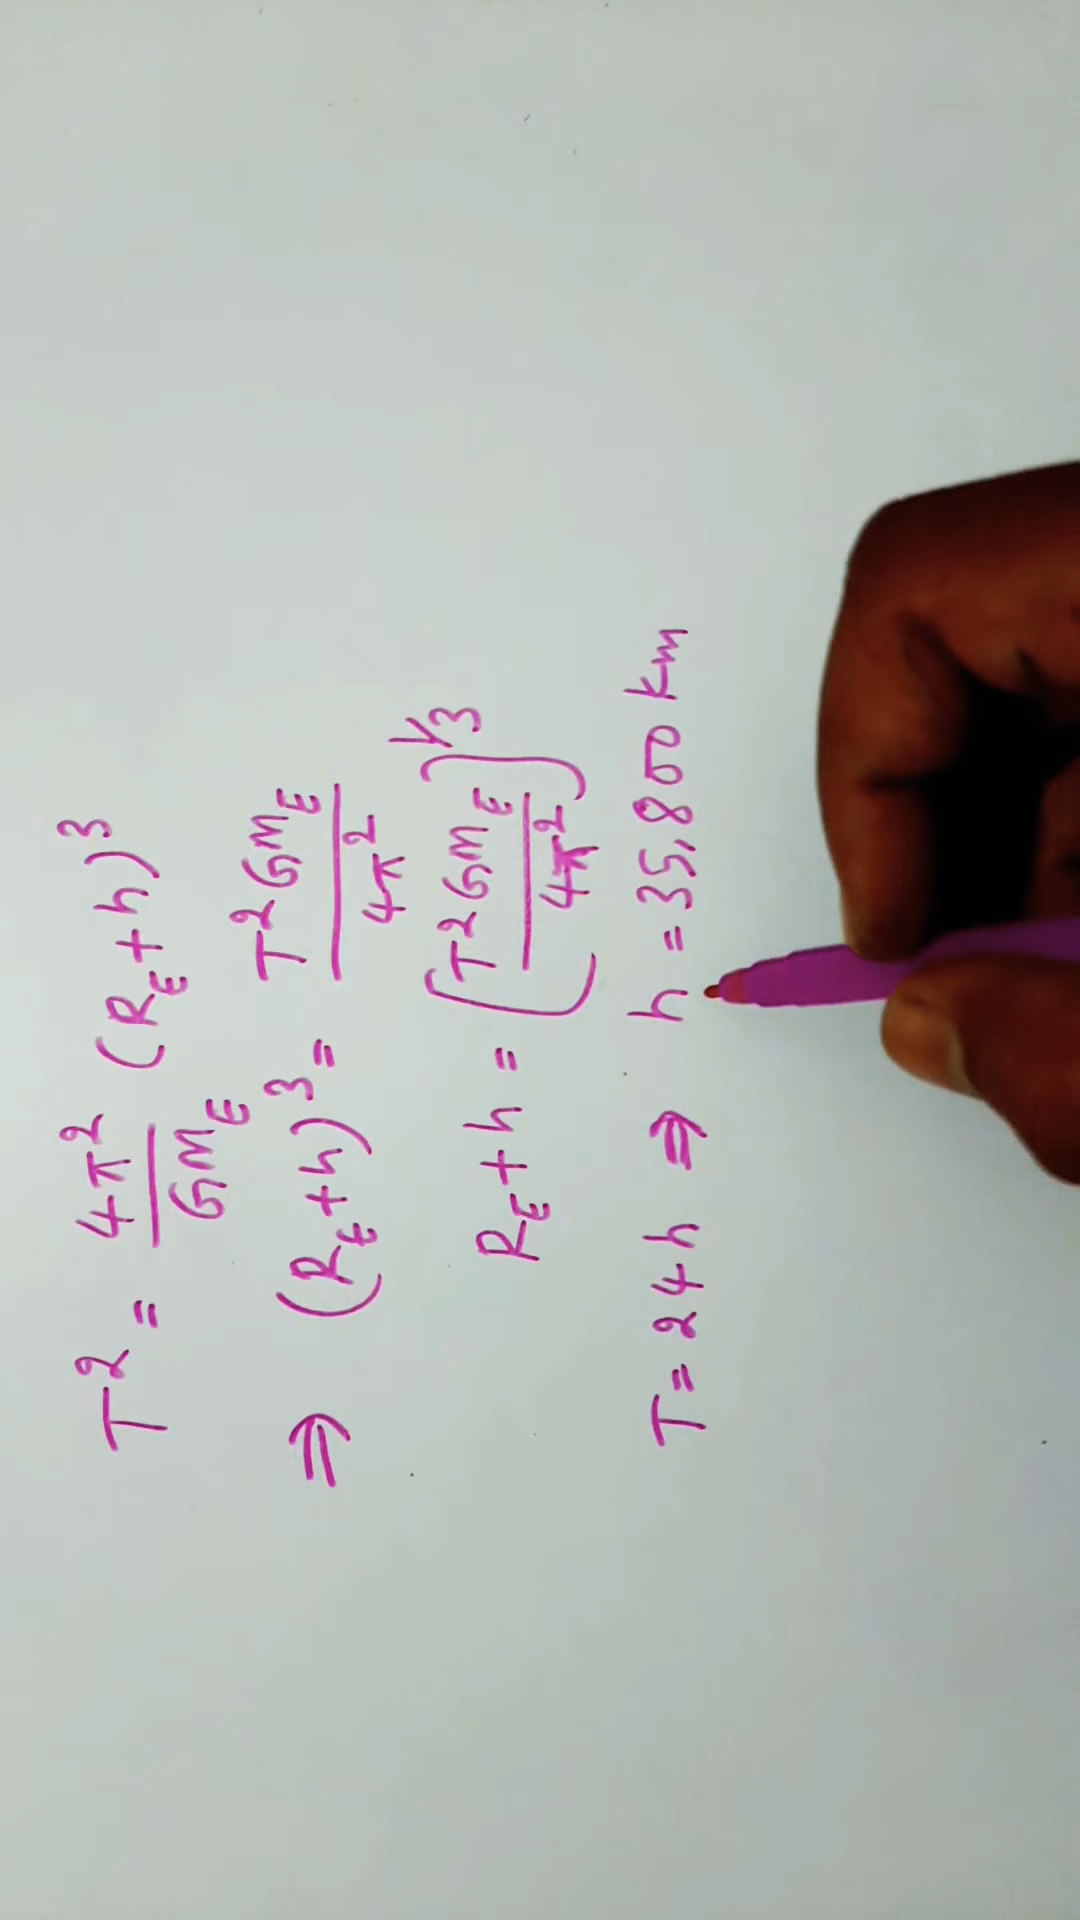 T² = 4π²/GM_E (R_E+h)³
⇒ (R_E+h)³ = T²GM_E/4π²
R_E+h = (T²GM_E/4π²)^1/3
T = 24h ⇒ h = 35,800 km